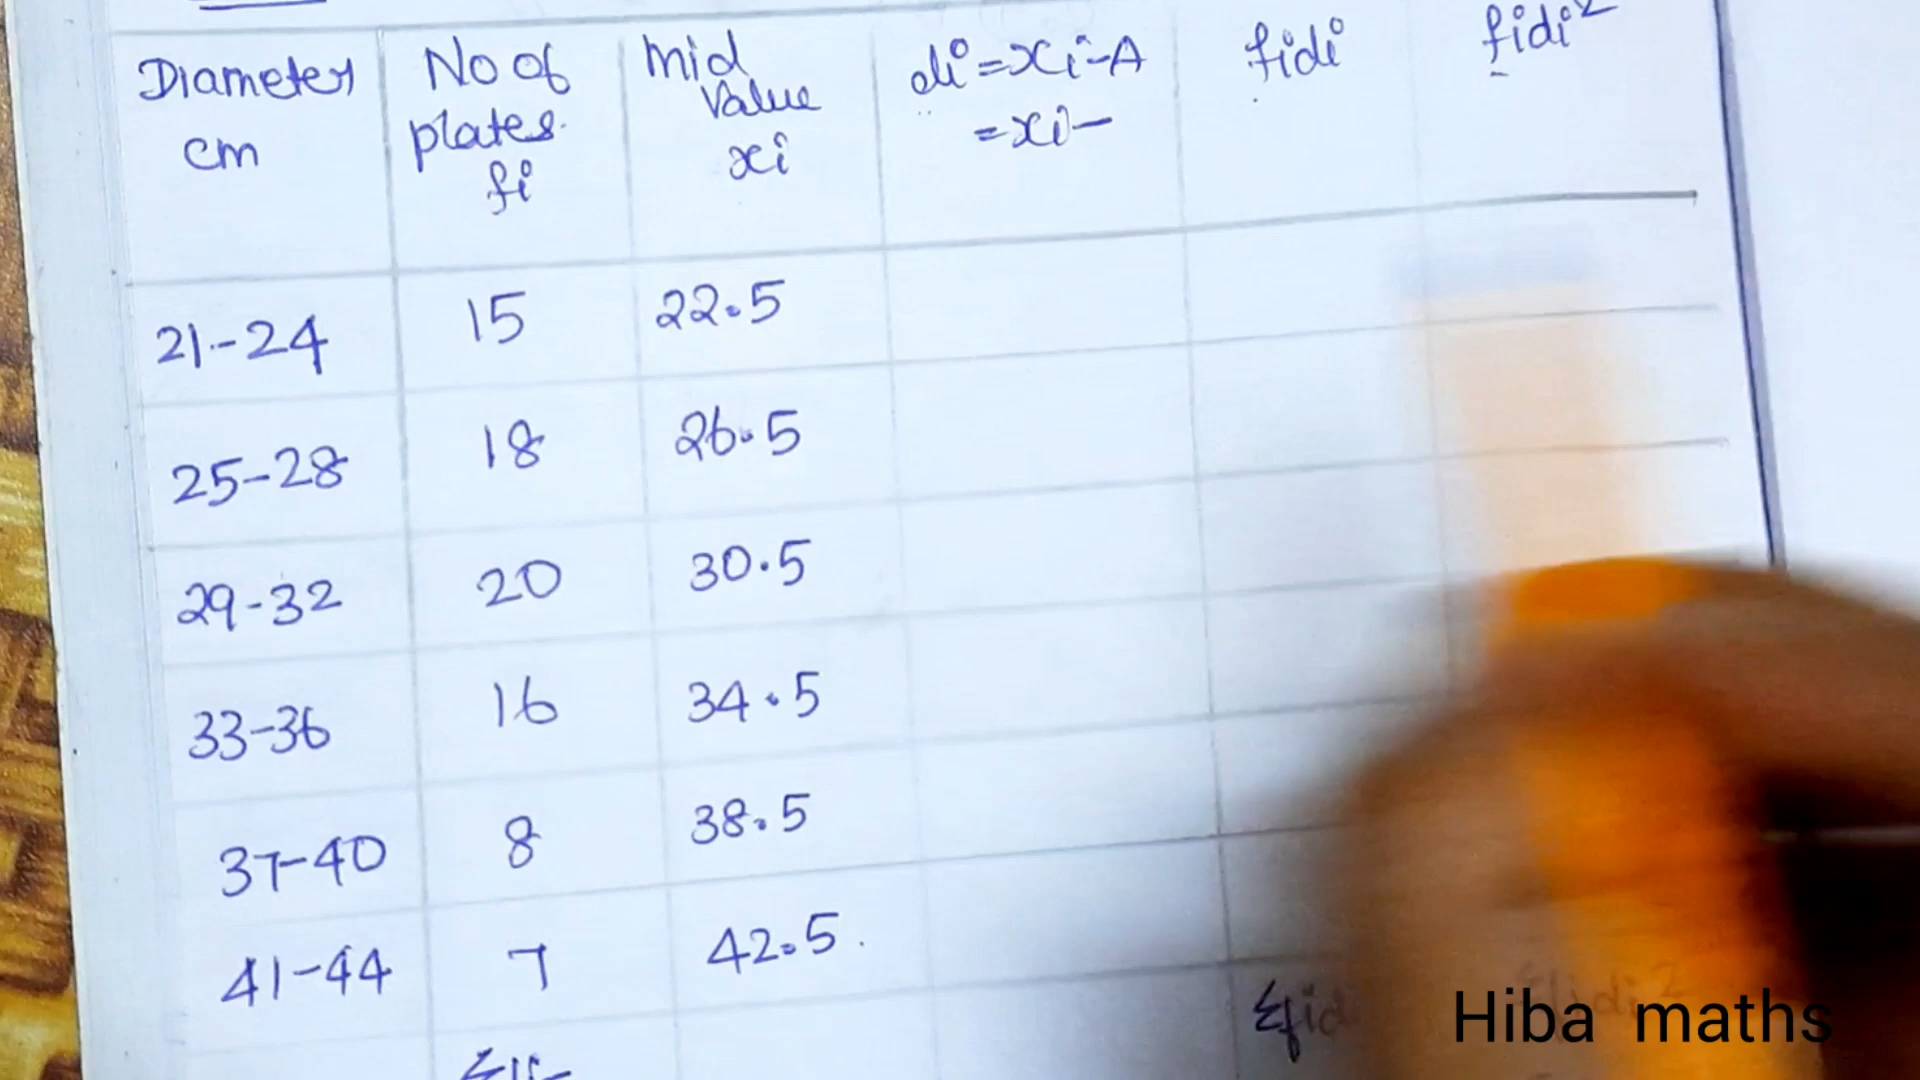 Diameter cm | No of plates fi | Mid Value xi | di = xi - A = xi - | fidi | fidi²
21-24 | 15 | 22.5
25-28 | 18 | 26.5
29-32 | 20 | 30.5
33-36 | 16 | 34.5
37-40 | 8 | 38.5
41-44 | 7 | 42.5
Hiba maths